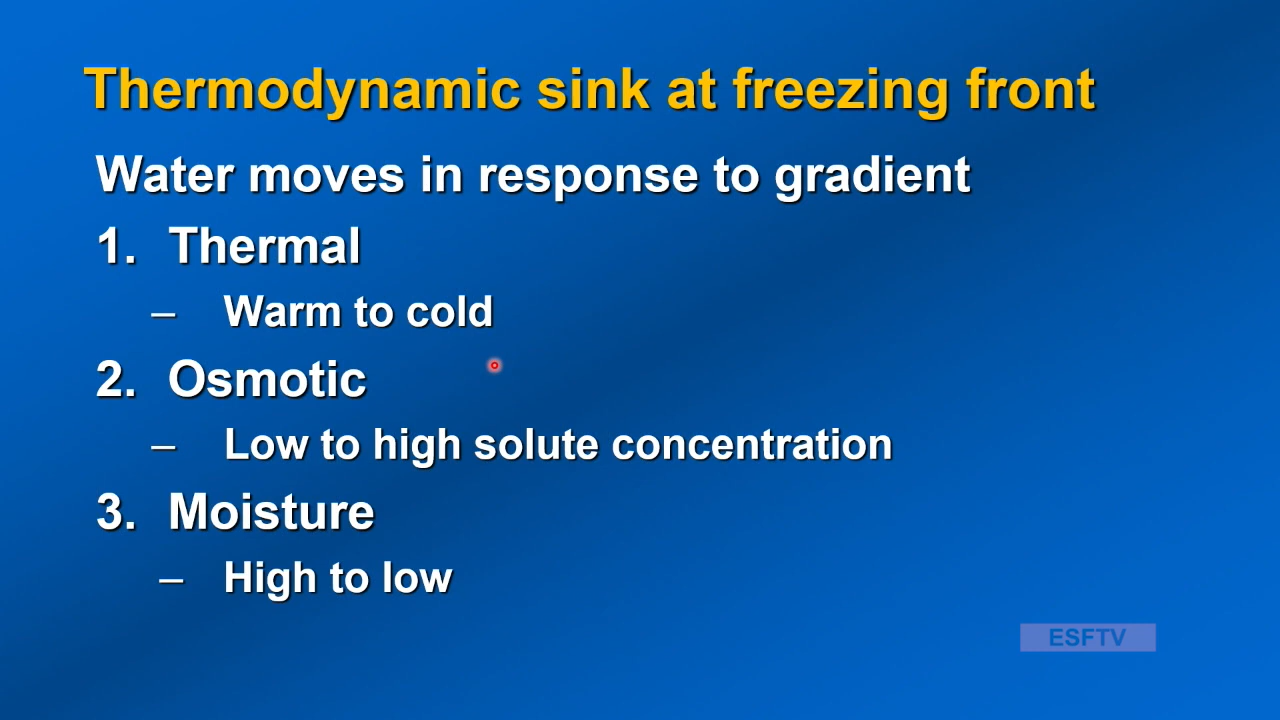 Thermodynamic sink at freezing front
Water moves in response to gradient
1. Thermal
– Warm to cold
2. Osmotic
– Low to high solute concentration
3. Moisture
– High to low
ESFTV